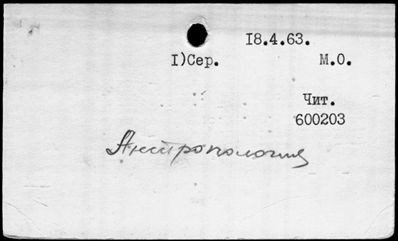 18.4.63.
1)Сер. М.О.
Чит.
600203
Антропология